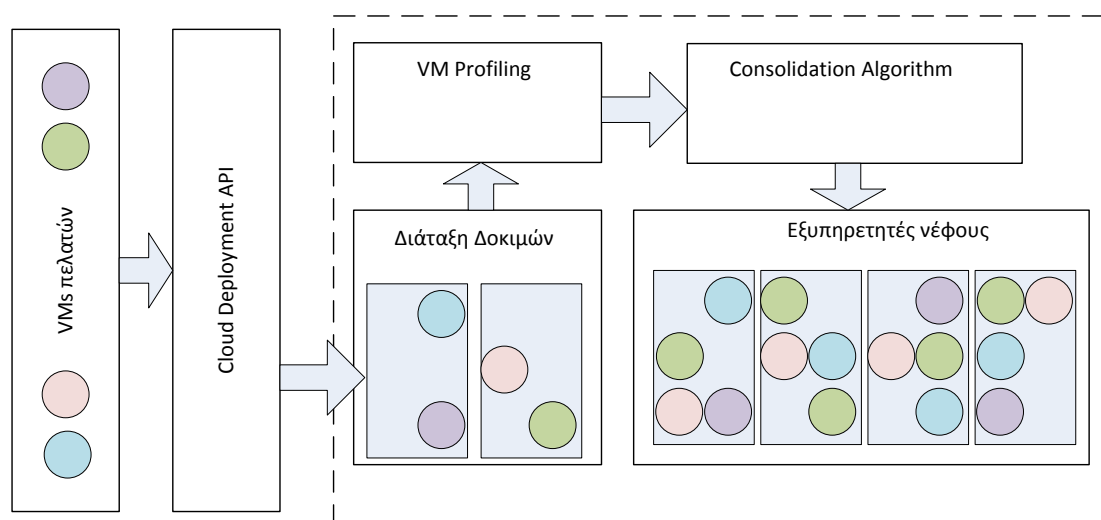 VMs πελατών
Cloud Deployment API
VM Profiling
Consolidation Algorithm
Διάταξη Δοκιμών
Εξυπηρετητές νέφους